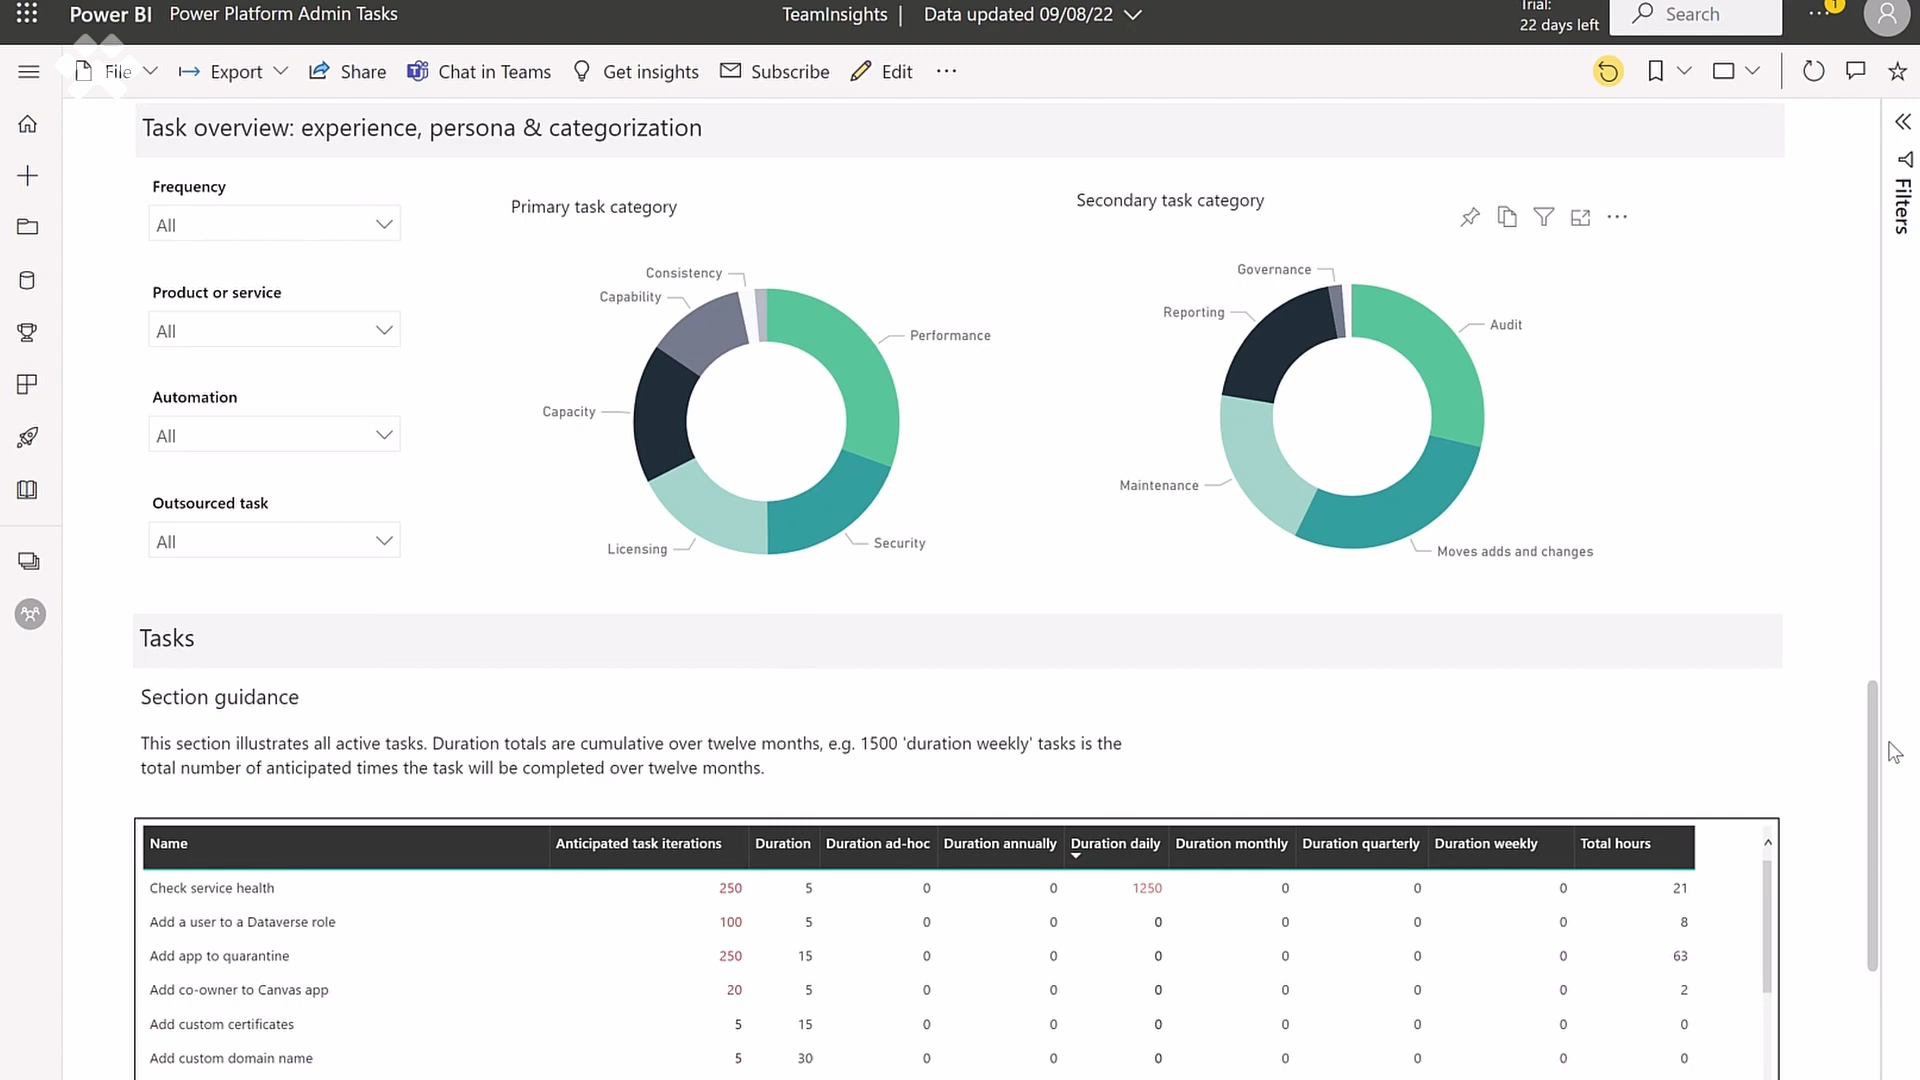 Power BI Power Platform Admin Tasks
TeamInsights | Data updated 09/08/22
Trial:
22 days left
Search
1
File Export Share Chat in Teams Get insights Subscribe Edit
Task overview: experience, persona & categorization
Filters
Frequency
All
Product or service
All
Automation
All
Outsourced task
All
Primary task category
Consistency
Capability
Performance
Capacity
Licensing
Security
Secondary task category
Governance
Reporting
Audit
Maintenance
Moves adds and changes
Tasks
Section guidance
This section illustrates all active tasks. Duration totals are cumulative over twelve months, e.g. 1500 'duration weekly' tasks is the
total number of anticipated times the task will be completed over twelve months.
Name Anticipated task iterations Duration Duration ad-hoc Duration annually Duration daily Duration monthly Duration quarterly Duration weekly Total hours
Check service health 250 5 0 0 1250 0 0 0 21
Add a user to a Dataverse role 100 5 0 0 0 0 0 0 8
Add app to quarantine 250 15 0 0 0 0 0 0 63
Add co-owner to Canvas app 20 5 0 0 0 0 0 0 2
Add custom certificates 5 15 0 0 0 0 0 0 0
Add custom domain name 5 30 0 0 0 0 0 0 0